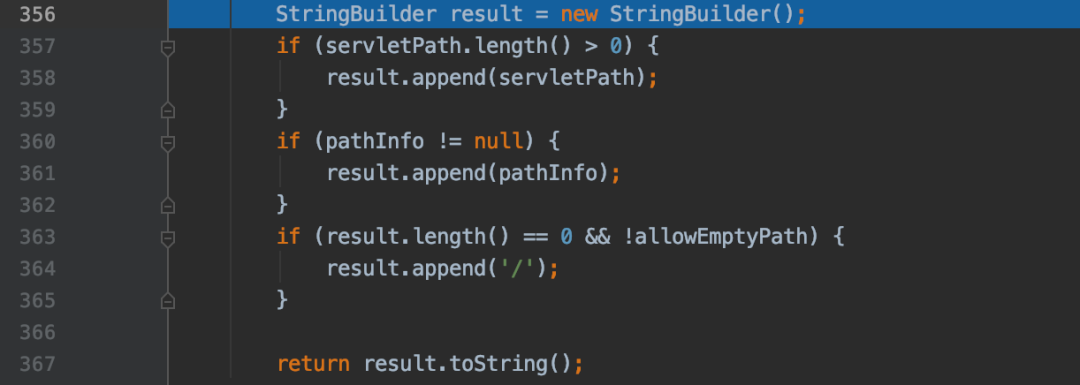 356 StringBuilder result = new StringBuilder();
357 if (servletPath.length() > 0) {
358 result.append(servletPath);
359 }
360 if (pathInfo != null) {
361 result.append(pathInfo);
362 }
363 if (result.length() == 0 && !allowEmptyPath) {
364 result.append('/');
365 }
366
367 return result.toString();